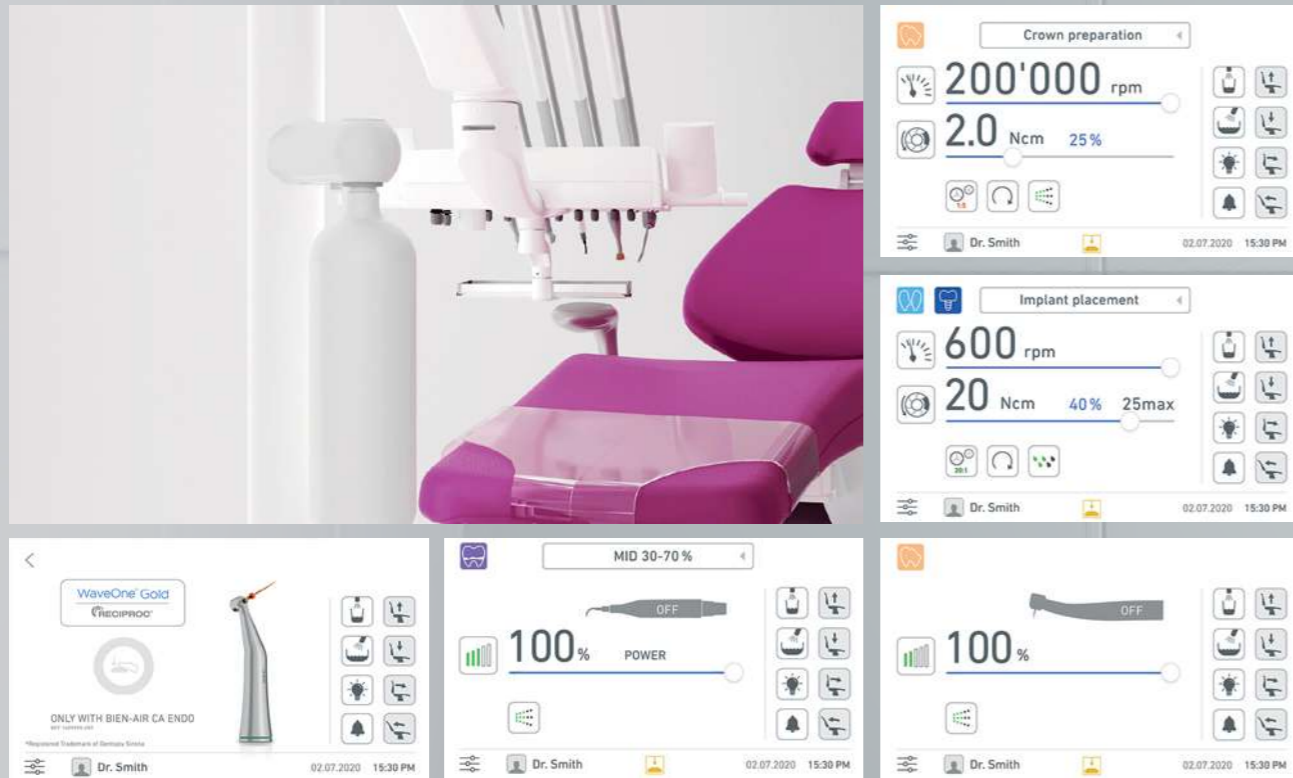 Crown preparation
200'000 rpm
2.0 Ncm 25%
1:5
Dr. Smith 02.07.2020 15:30 PM
Implant placement
600 rpm
20 Ncm 40% 25max
20:1
Dr. Smith 02.07.2020 15:30 PM
WaveOne® Gold
RECIPROC®
ONLY WITH BIEN-AIR CA ENDO
*Registered Trademark of Dentsply Sirona
Dr. Smith 02.07.2020 15:30 PM
MID 30-70 %
OFF
100% POWER
Dr. Smith 02.07.2020 15:30 PM
OFF
100%
Dr. Smith 02.07.2020 15:30 PM